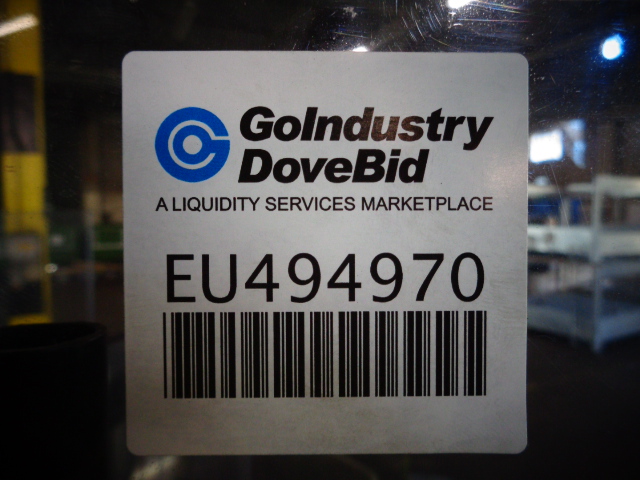 GoIndustry
DoveBid
A LIQUIDITY SERVICES MARKETPLACE
EU494970